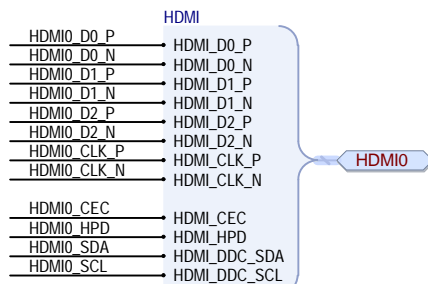 HDMI
HDMI0_D0_P HDMI_D0_P
HDMI0_D0_N HDMI_D0_N
HDMI0_D1_P HDMI_D1_P
HDMI0_D1_N HDMI_D1_N
HDMI0_D2_P HDMI_D2_P
HDMI0_D2_N HDMI_D2_N
HDMI0_CLK_P HDMI_CLK_P
HDMI0_CLK_N HDMI_CLK_N
HDMI0
HDMI0_CEC HDMI_CEC
HDMI0_HPD HDMI_HPD
HDMI0_SDA HDMI_DDC_SDA
HDMI0_SCL HDMI_DDC_SCL